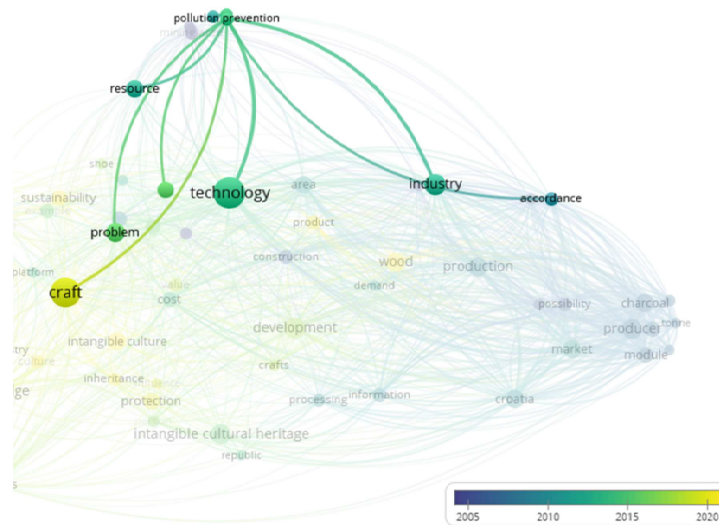 pollution prevention
resource
shoe
sustainability
technology
area
industry
accordance
product
problem
wood
construction
production
platform
craft
value
cost
demand
possibility
charcoal
producer
tonne
development
intangible culture
market
module
culture
crafts
inheritance
protection
processing
information
croatia
intangible cultural heritage
republic
2005
2010
2015
2020